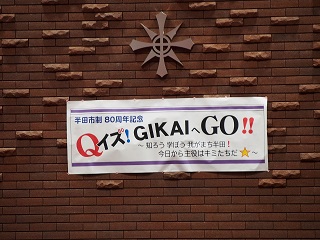 半田市制 80周年記念
Qイズ! GIKAIへGO!!
~ 知ろう 学ぼう 我がまち半田!
今日から主役はキミたちだ★~